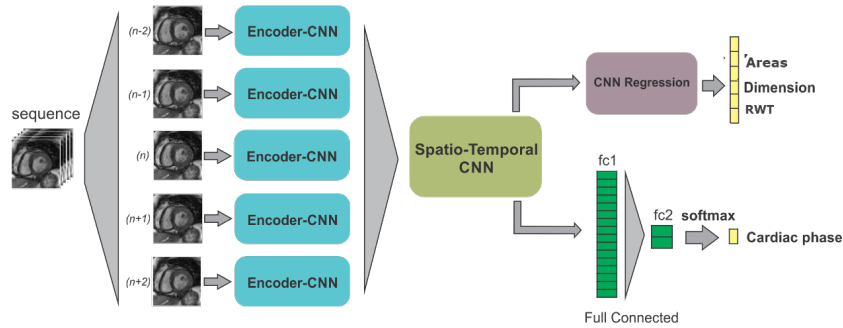 sequence
(n-2)
Encoder-CNN
(n-1)
Encoder-CNN
(n)
Encoder-CNN
(n+1)
Encoder-CNN
(n+2)
Encoder-CNN
Spatio-Temporal
CNN
CNN Regression
Areas
Dimension
RWT
fc1
fc2
softmax
Cardiac phase
Full Connected